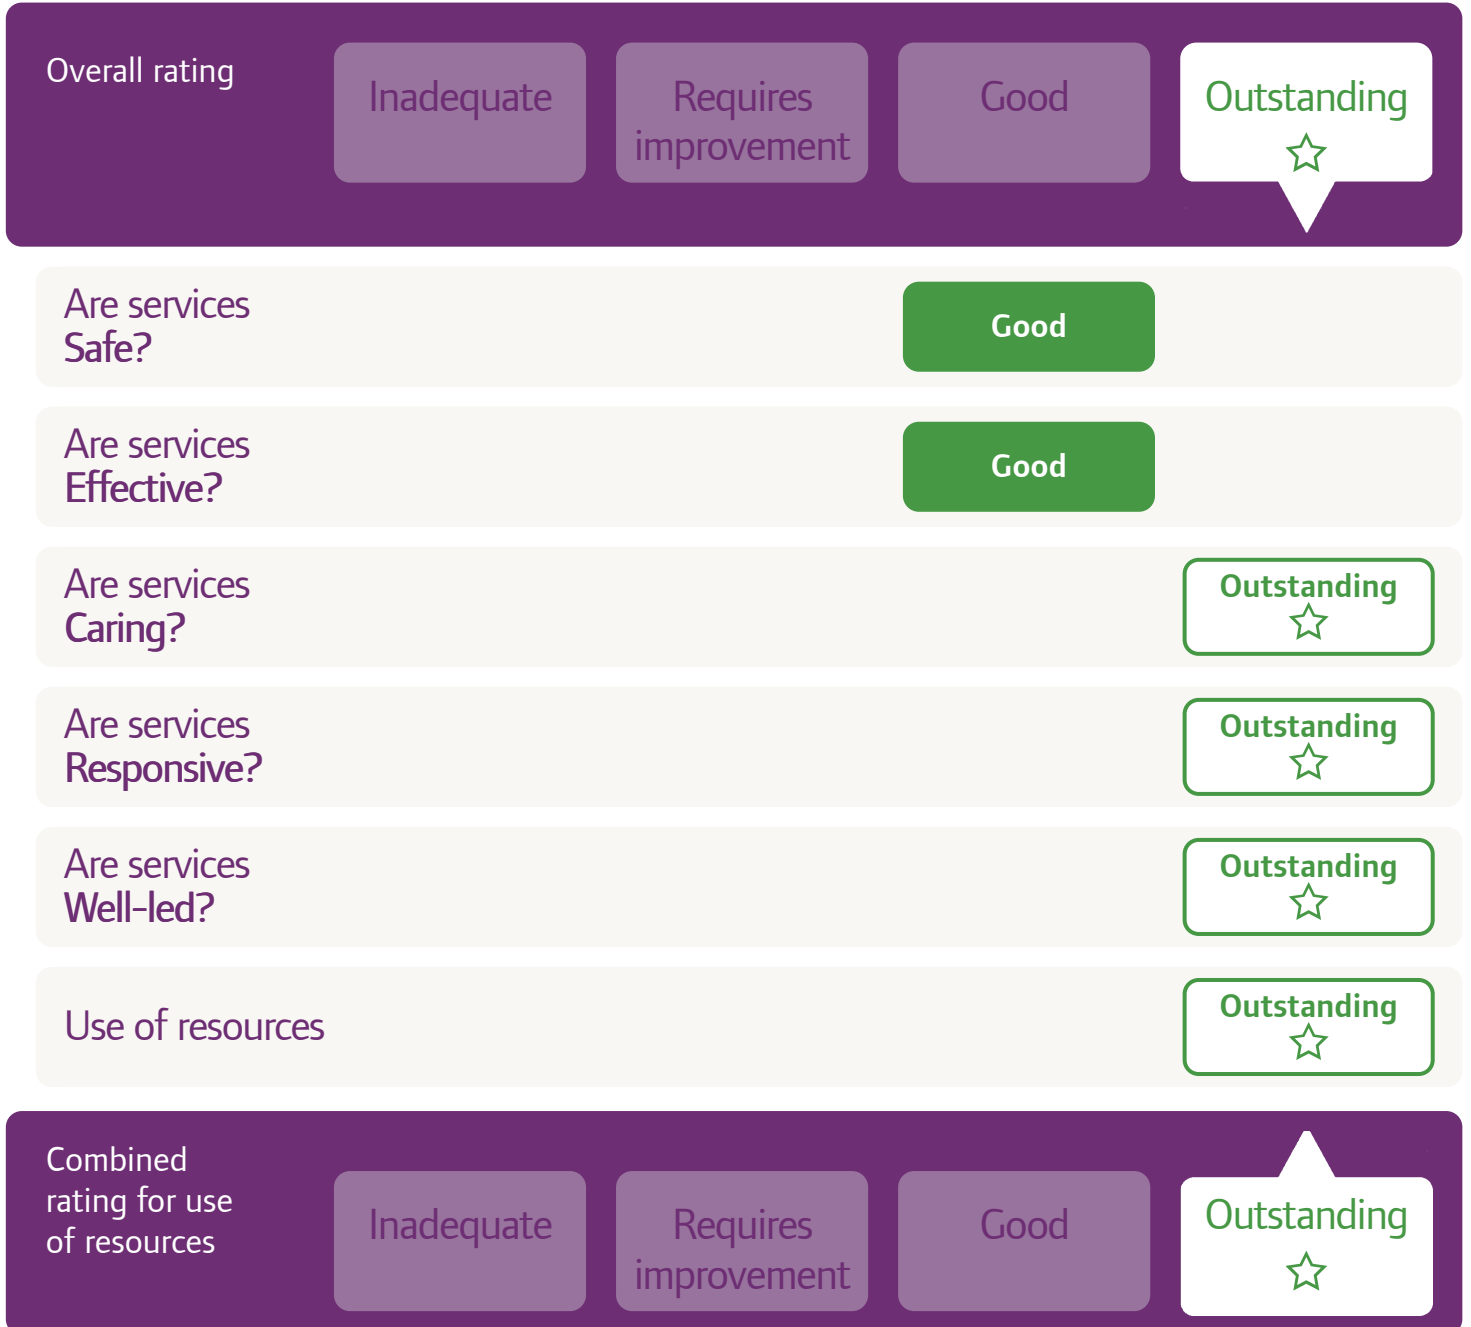 Overall rating
Inadequate
Requires
improvement
Good
Outstanding
Are services
Safe?
Good
Are services
Effective?
Good
Are services
Caring?
Outstanding
Are services
Responsive?
Outstanding
Are services
Well-led?
Outstanding
Use of resources
Outstanding
Combined
rating for use
of resources
Inadequate
Requires
improvement
Good
Outstanding